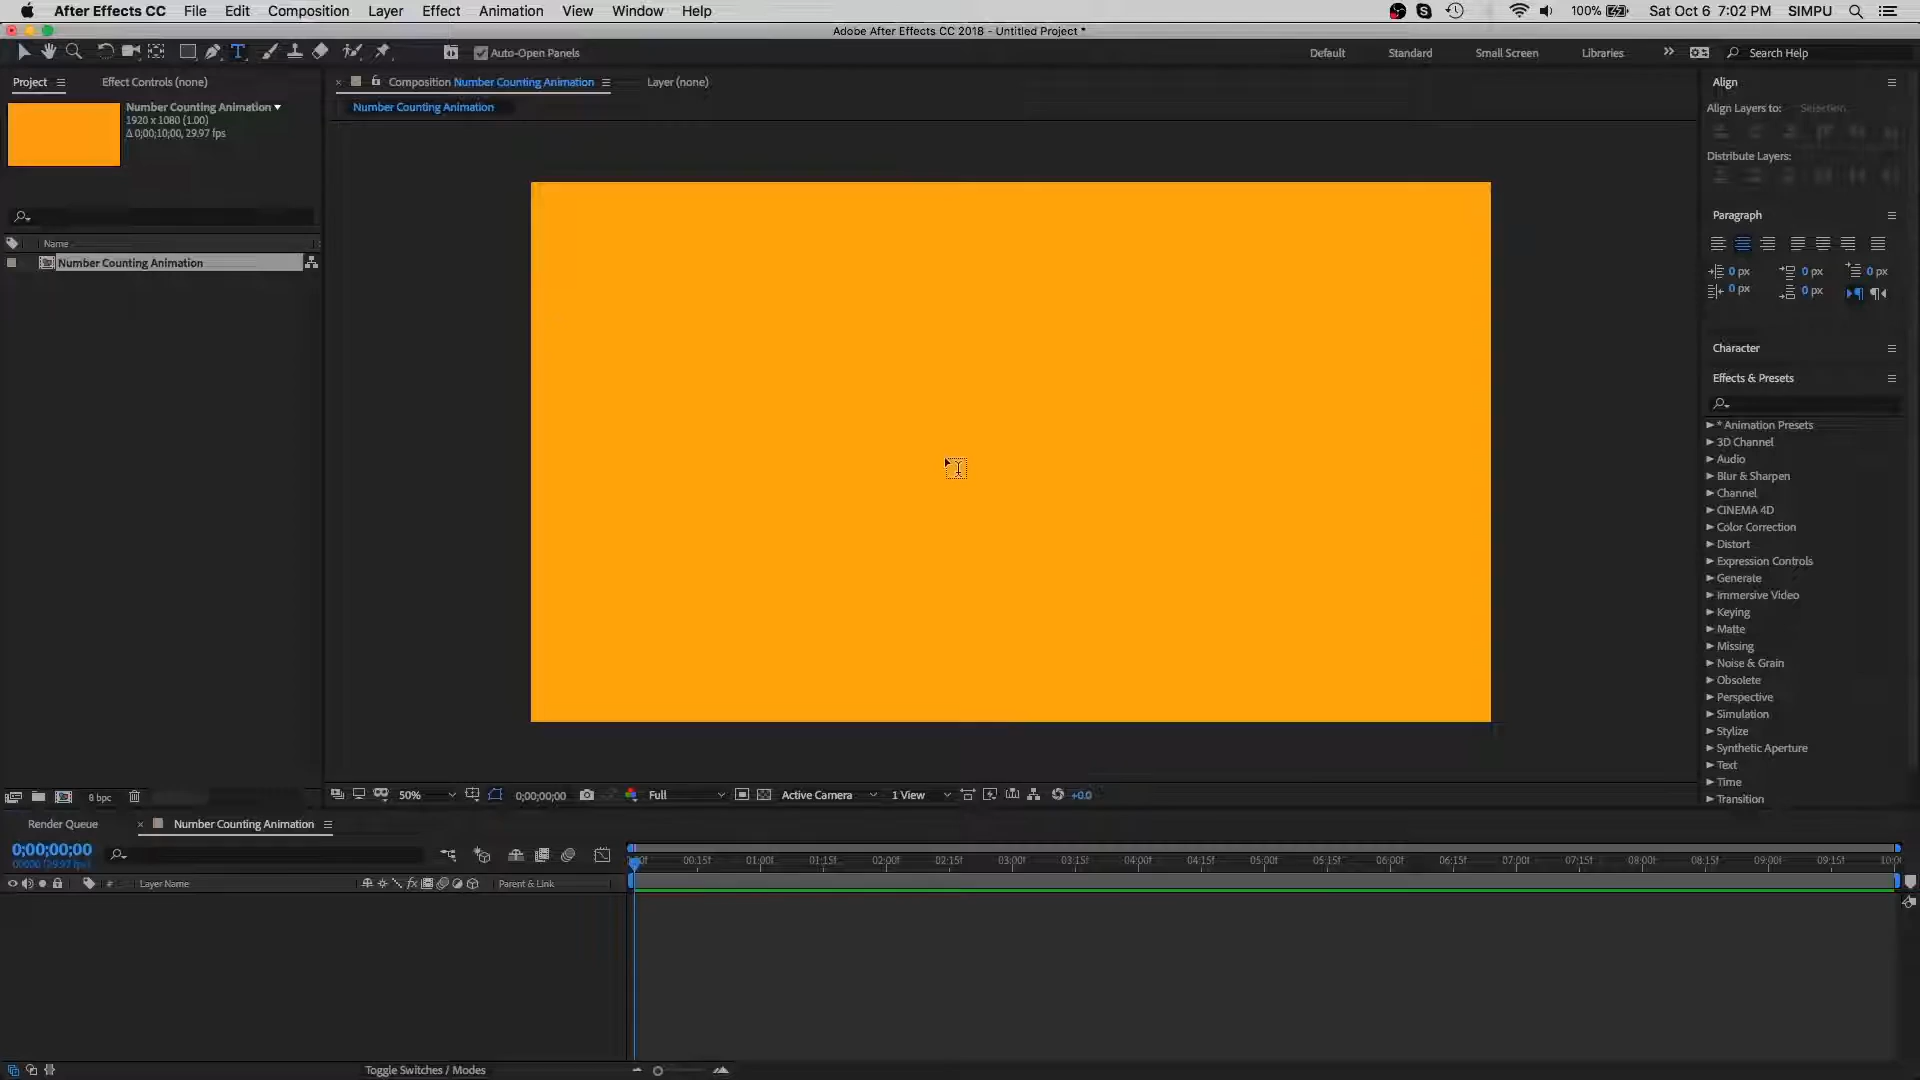 After Effects CC File Edit Composition Layer Effect Animation View Window Help 100% Sat Oct 6 7:02 PM SIMPU
Adobe After Effects CC 2018 - Untitled Project *
Auto-Open Panels Default Standard Small Screen Libraries Search Help
Project Effect Controls (none) Composition Number Counting Animation Layer (none) Align
Number Counting Animation
1920 x 1080 (1.00)
Δ 0;00;10;00, 29.97 fps
Number Counting Animation
Align Layers to: Selection
Distribute Layers:
Paragraph
Name
Number Counting Animation
0 px 0 px 0 px
0 px 0 px
Character
Effects & Presets
* Animation Presets
3D Channel
Audio
Blur & Sharpen
Channel
CINEMA 4D
Color Correction
Distort
Expression Controls
Generate
Immersive Video
Keying
Matte
Missing
Noise & Grain
Obsolete
Perspective
Simulation
Stylize
Synthetic Aperture
Text
Time
Transition
8 bpc 50% 0;00;00;00 Full Active Camera 1 View +0.0
Render Queue Number Counting Animation
0;00;00;00
00000 (29.97 fps)
00:15f 01:00f 01:15f 02:00f 02:15f 03:00f 03:15f 04:00f 04:15f 05:00f 05:15f 06:00f 06:15f 07:00f 07:15f 08:00f 08:15f 09:00f 09:15f
# Layer Name Parent & Link
Toggle Switches / Modes